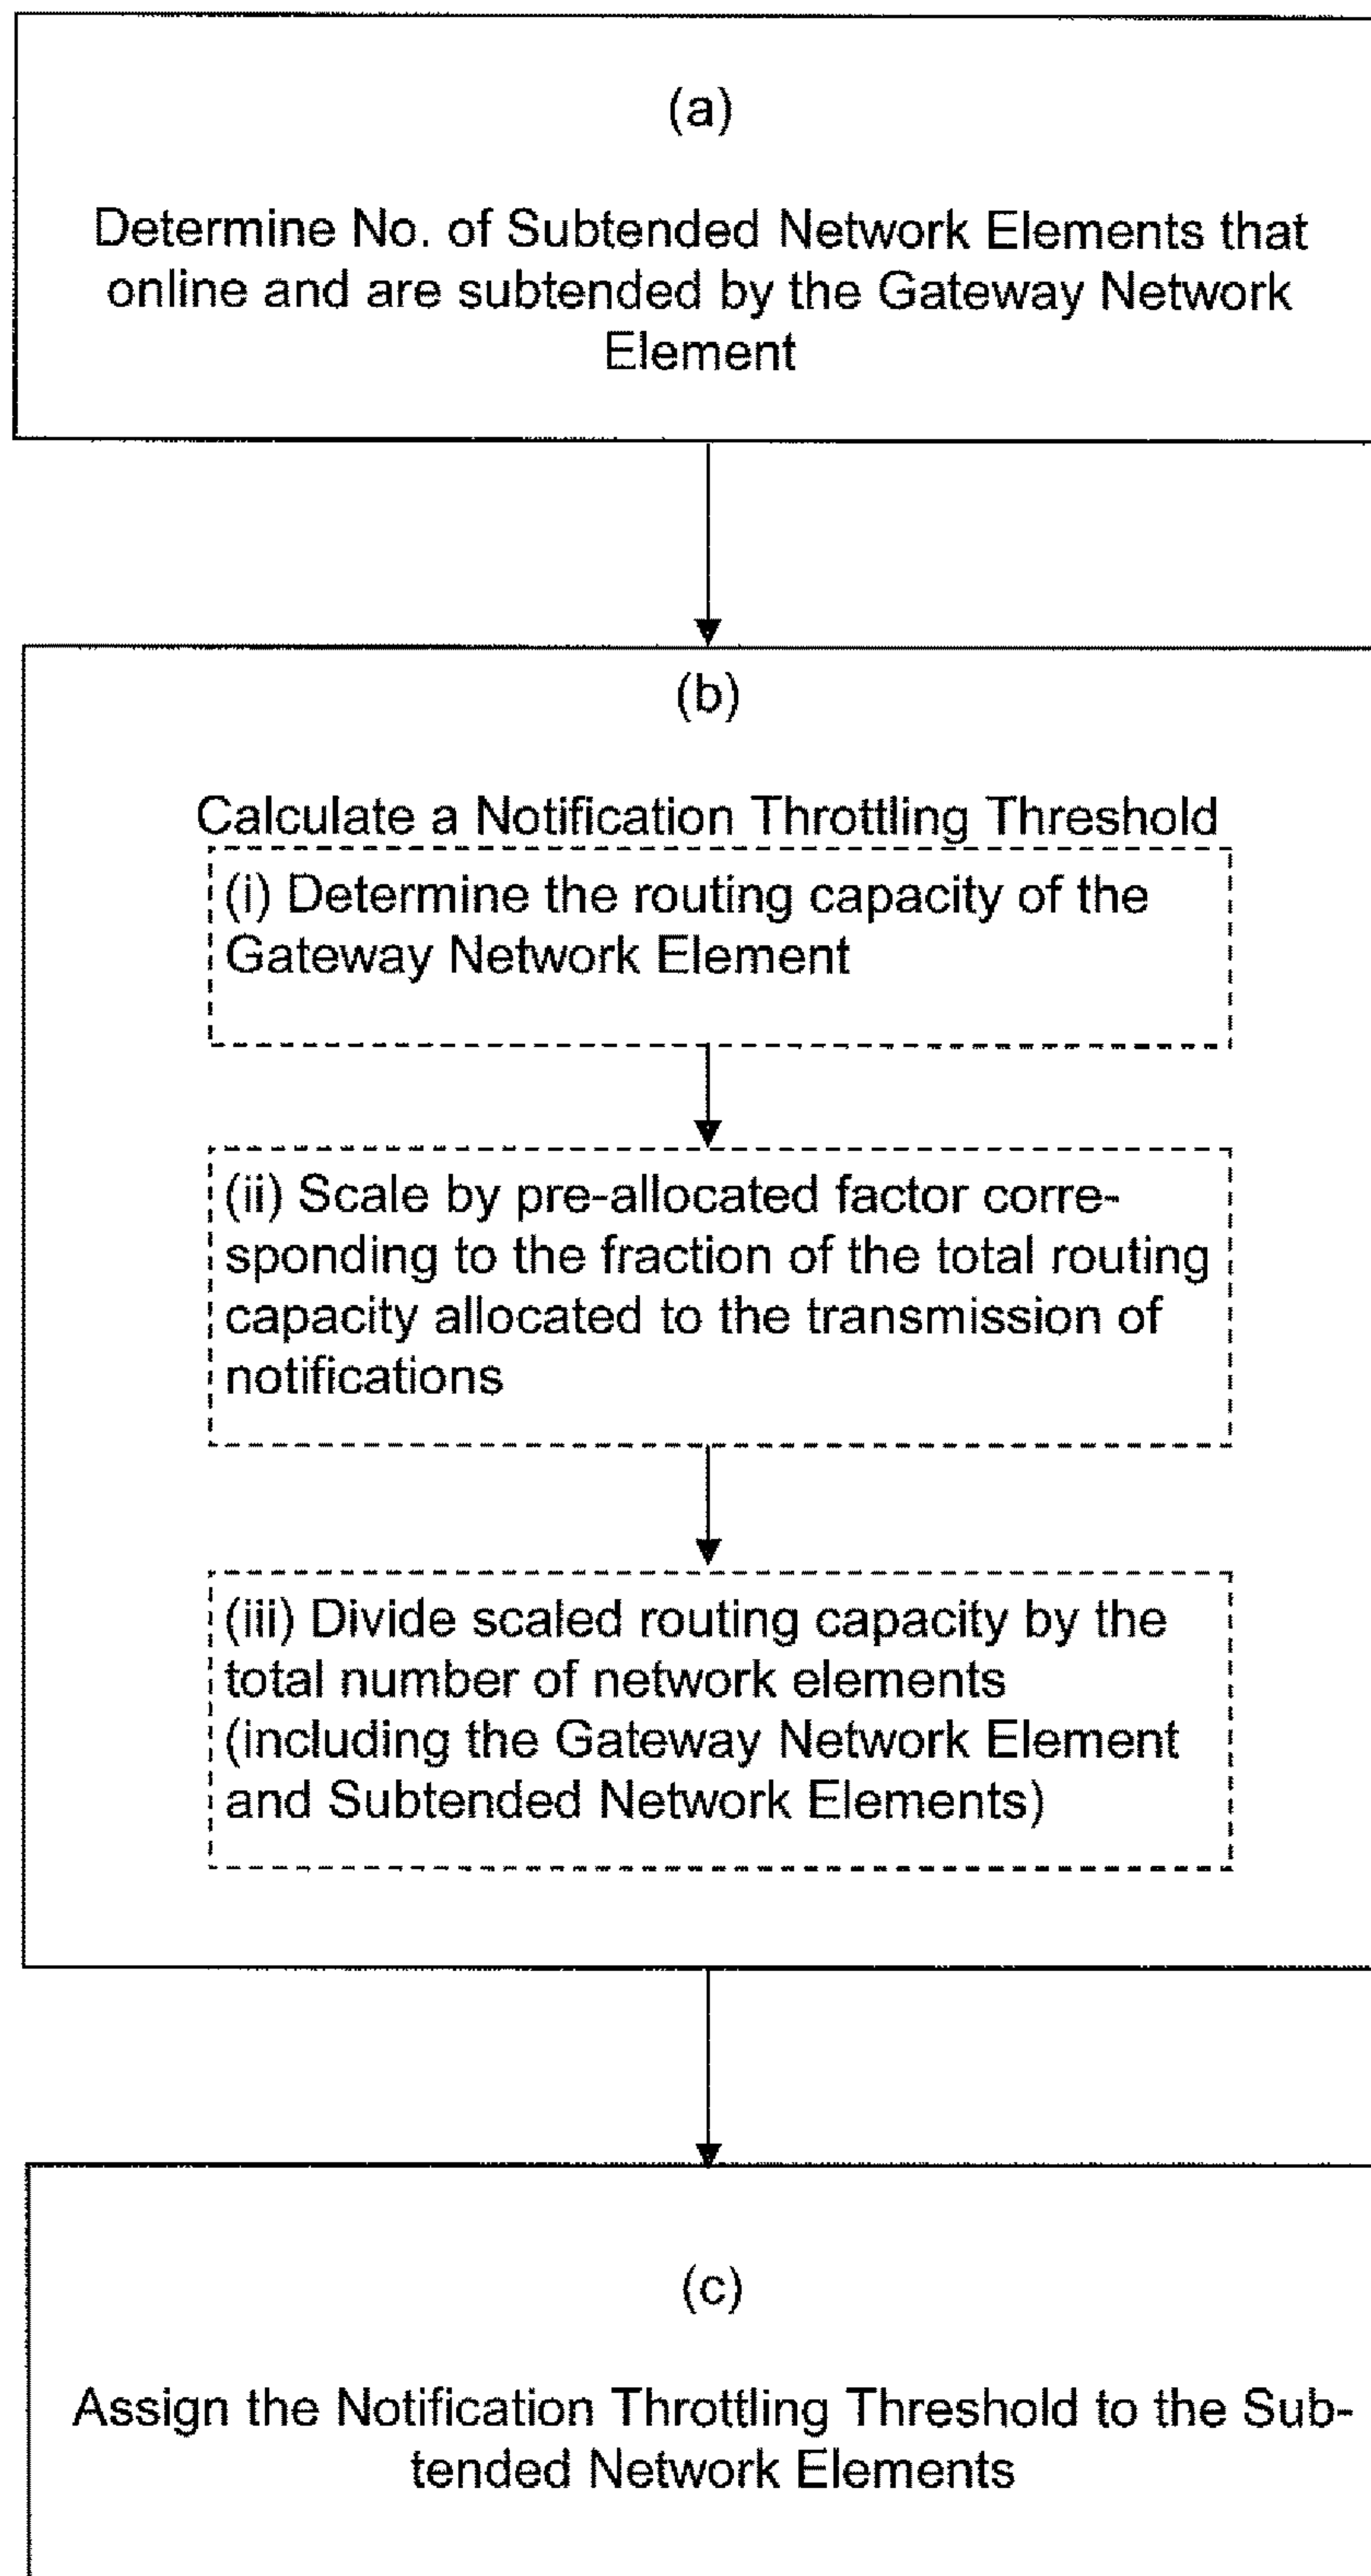 (a)
Determine No. of Subtended Network Elements that
online and are subtended by the Gateway Network
Element
(b)
Calculate a Notification Throttling Threshold
(i) Determine the routing capacity of the
Gateway Network Element
(ii) Scale by pre-allocated factor corre-
sponding to the fraction of the total routing
capacity allocated to the transmission of
notifications
(iii) Divide scaled routing capacity by the
total number of network elements
(including the Gateway Network Element
and Subtended Network Elements)
(c)
Assign the Notification Throttling Threshold to the Sub-
tended Network Elements